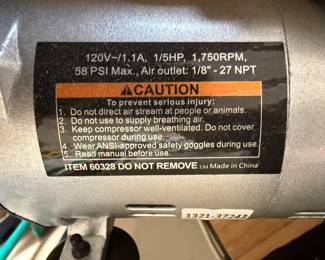 120V~/1.1A, 1/5HP, 1,750RPM,
58 PSI Max., Air outlet: 1/8" - 27 NPT
CAUTION
To prevent serious injury:
1. Do not direct air stream at people or animals.
2. Do not use to supply breathing air.
3. Keep compressor well-ventilated. Do not cover
compressor during use.
4. Wear ANSI-approved safety goggles during use.
5. Read manual before use.
ITEM 60328 DO NOT REMOVE 13d Made in China